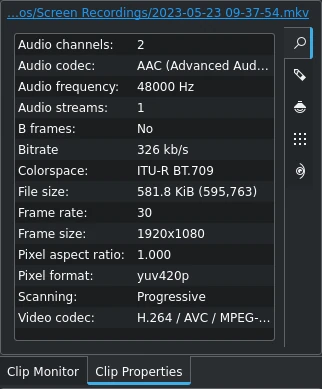 ...os/Screen Recordings/2023-05-23 09-37-54.mkv
Audio channels: 2
Audio codec: AAC (Advanced Aud...
Audio frequency: 48000 Hz
Audio streams: 1
B frames: No
Bitrate 326 kb/s
Colorspace: ITU-R BT.709
File size: 581.8 KiB (595,763)
Frame rate: 30
Frame size: 1920x1080
Pixel aspect ratio: 1.000
Pixel format: yuv420p
Scanning: Progressive
Video codec: H.264 / AVC / MPEG-...
Clip Monitor Clip Properties